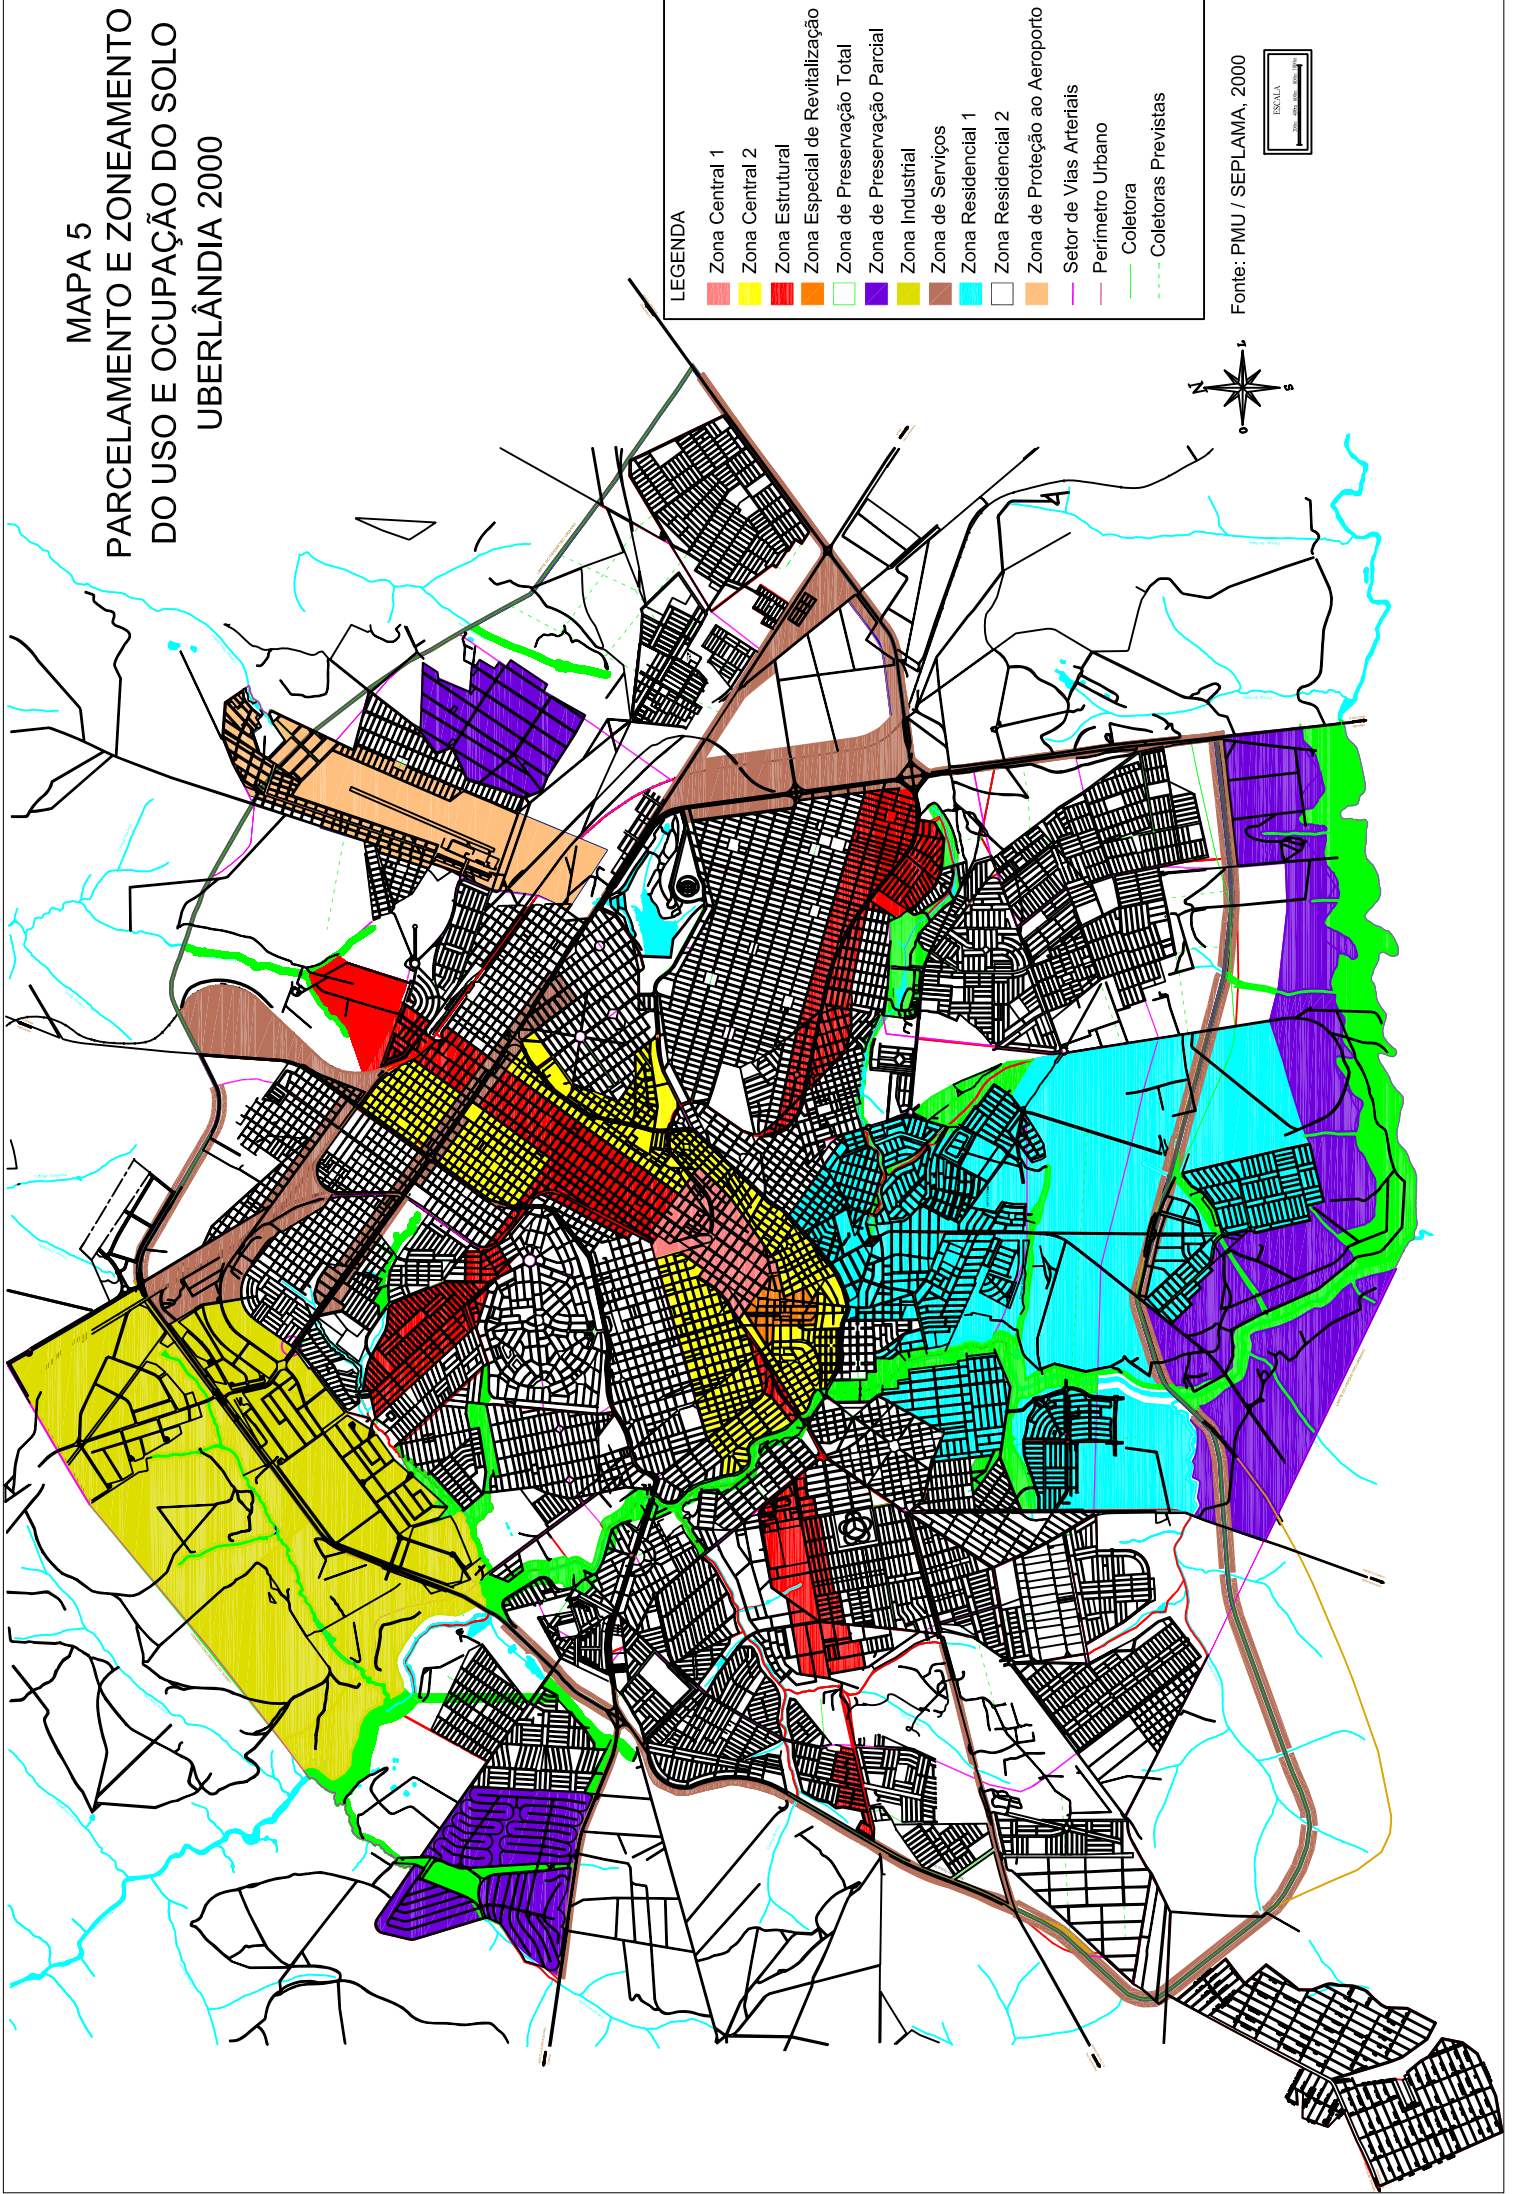 MAPA 5
PARCELAMENTO E ZONEAMENTO
DO USO E OCUPAÇÃO DO SOLO
UBERLÂNDIA 2000
LEGENDA
Zona Central 1
Zona Central 2
Zona Estrutural
Zona Especial de Revitalização
Zona de Preservação Total
Zona de Preservação Parcial
Zona Industrial
Zona de Serviços
Zona Residencial 1
Zona Residencial 2
Zona de Proteção ao Aeroporto
Setor de Vias Arteriais
Perímetro Urbano
Coletora
Coletoras Previstas
Fonte: PMU / SEPLAMA, 2000
N
S
O
ESCALA